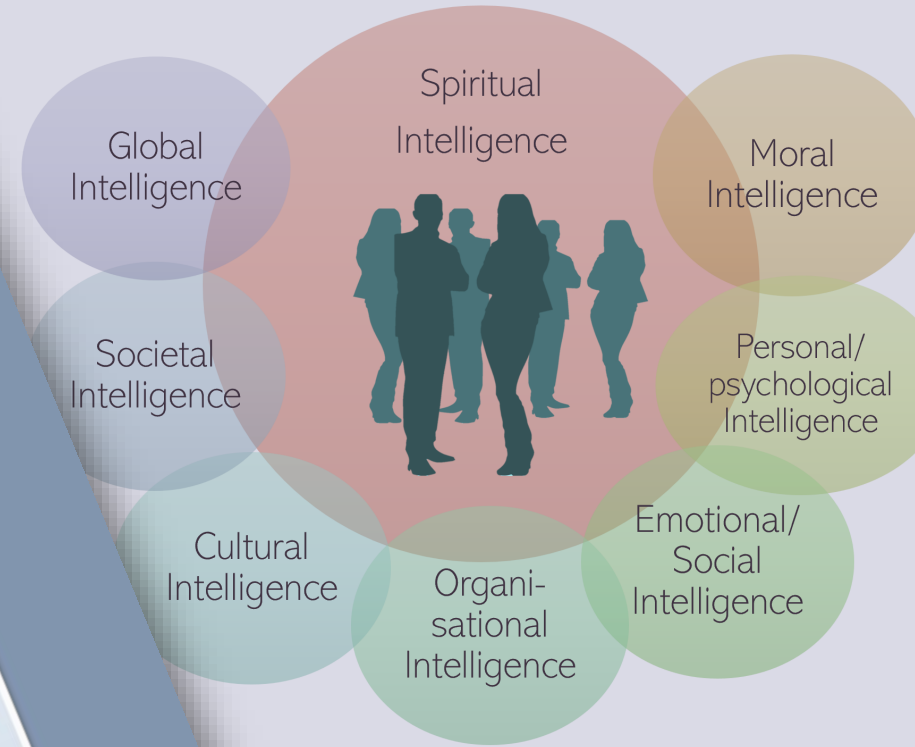 Spiritual
Intelligence
Global
Intelligence
Moral
Intelligence
Societal
Intelligence
Personal/
psychological
Intelligence
Cultural
Intelligence
Organi-
sational
Intelligence
Emotional/
Social
Intelligence